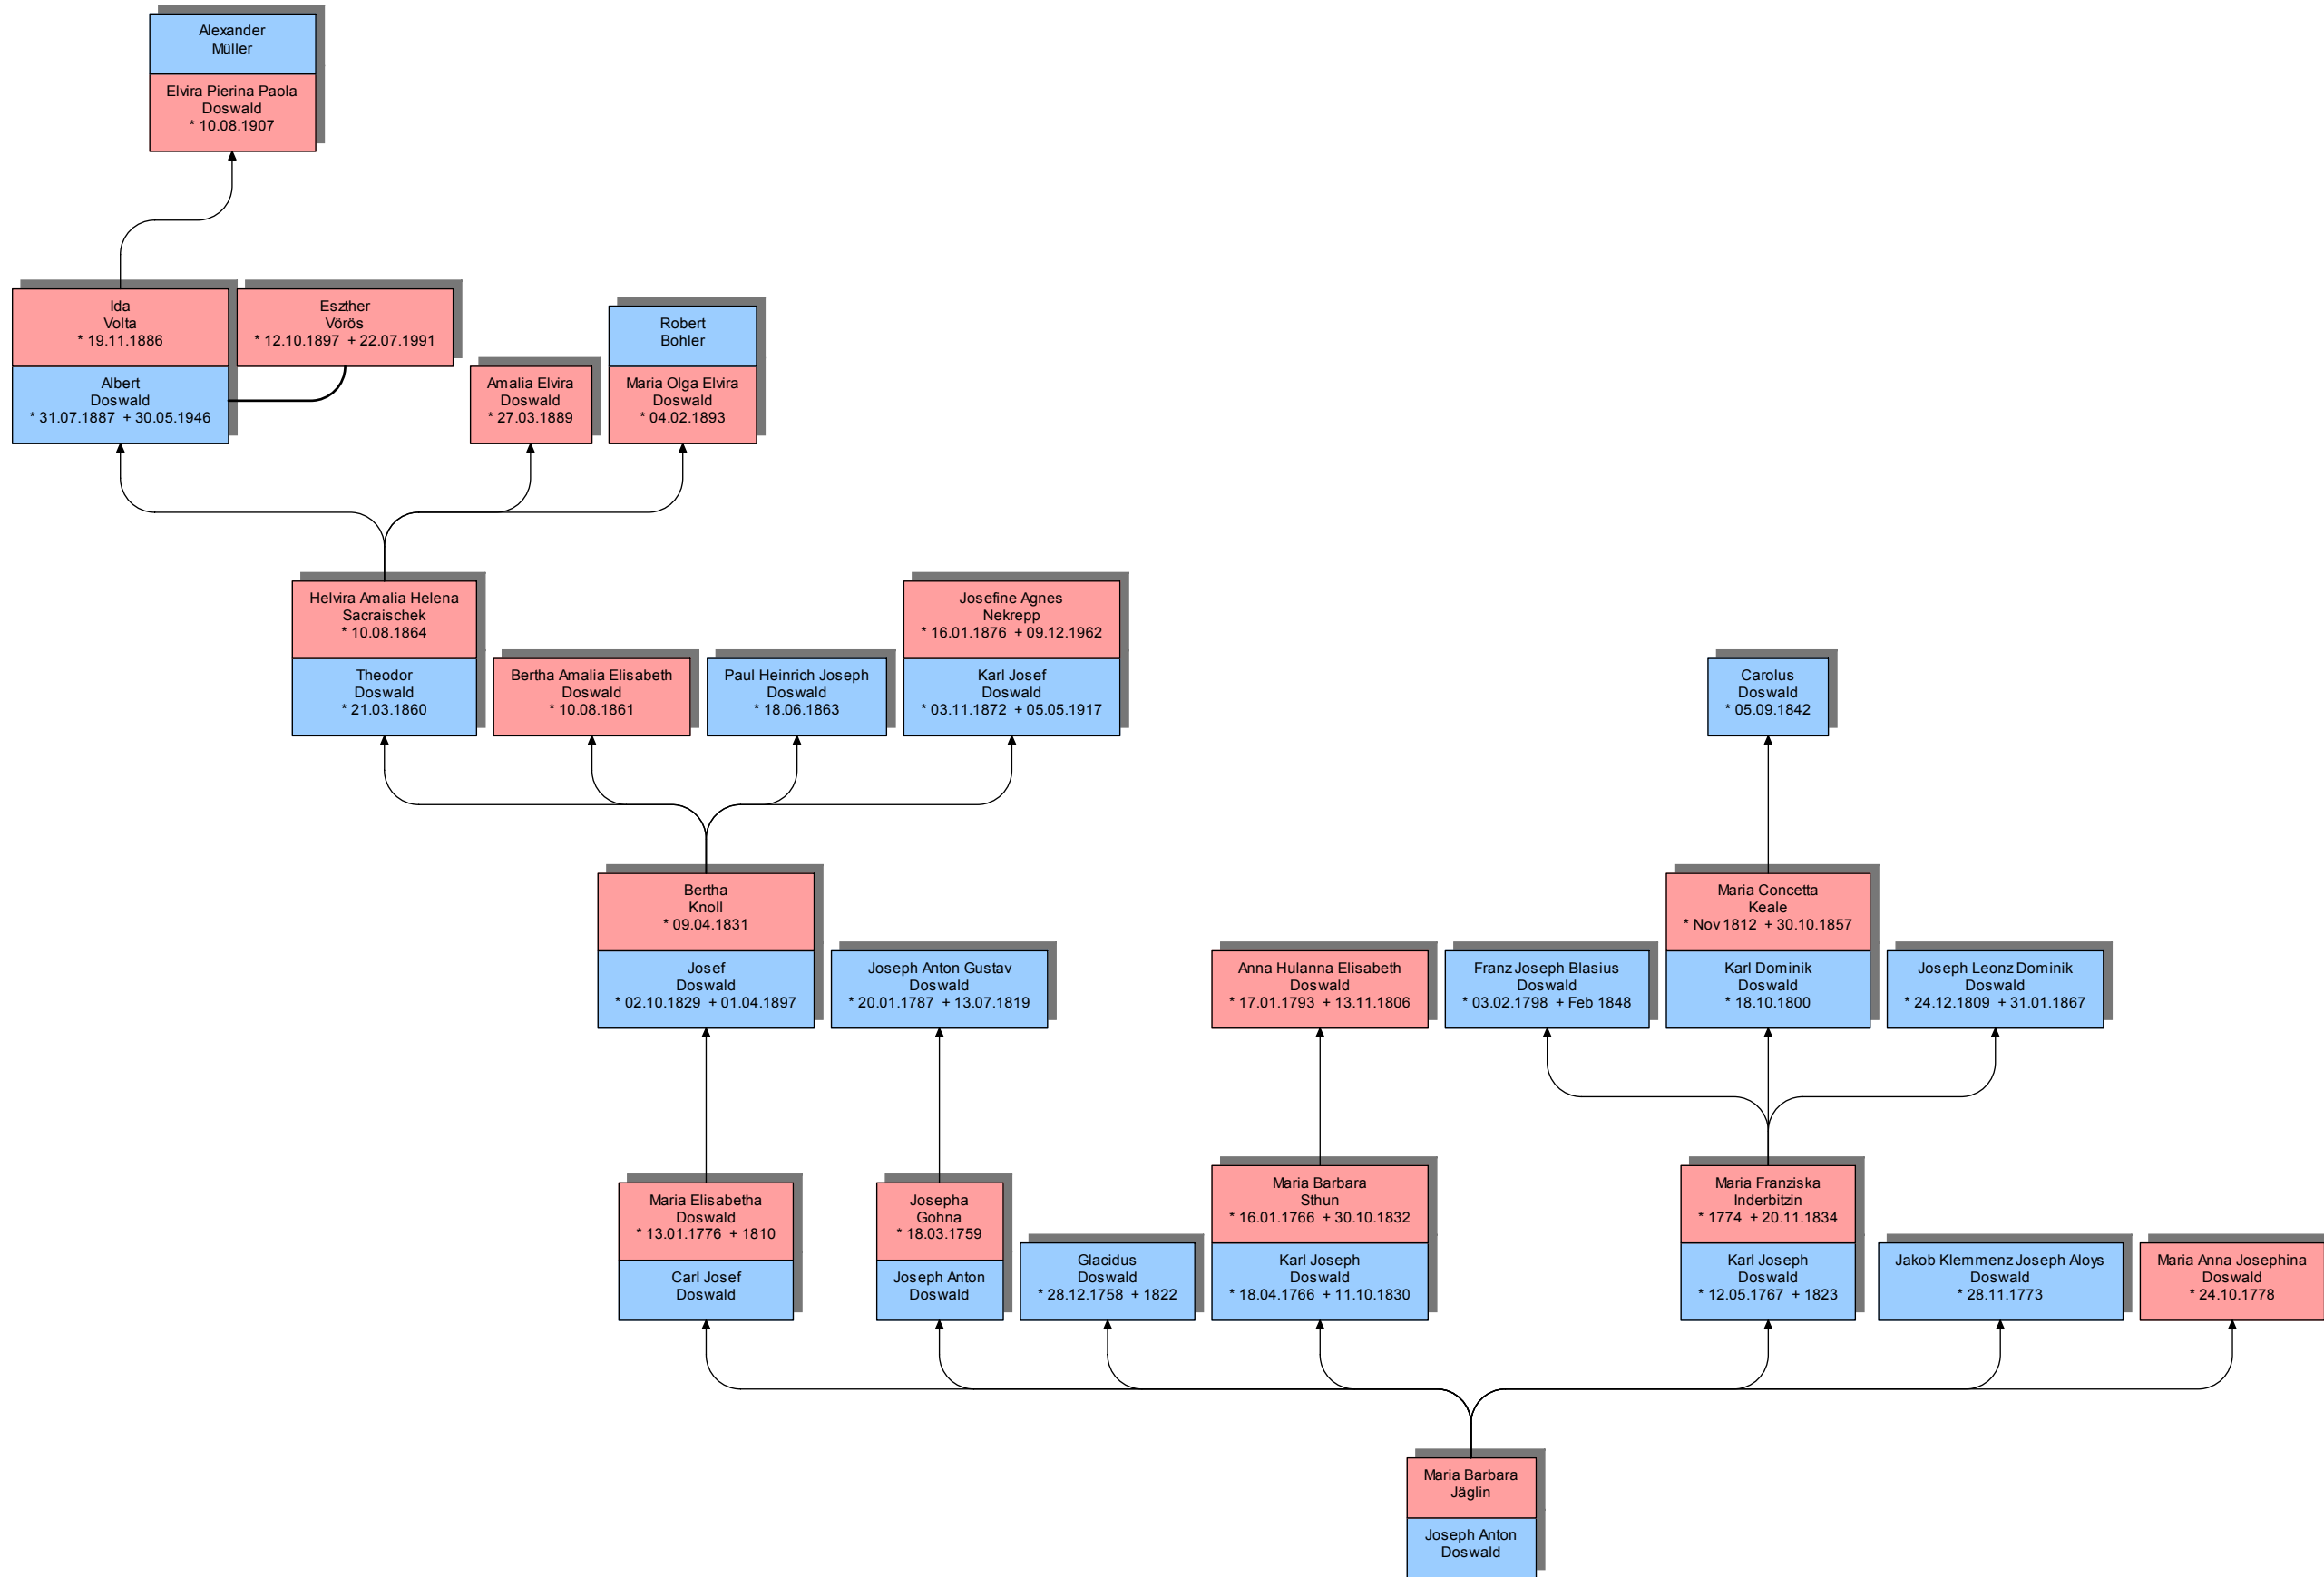 Alexander
Müller
Elvira Pierina Paola
Doswald
* 10.08.1907
Ida
Volta
* 19.11.1886
Albert
Doswald
* 31.07.1887 + 30.05.1946
Eszther
Vörös
* 12.10.1897 + 22.07.1991
Amalia Elvira
Doswald
* 27.03.1889
Robert
Bohler
Maria Olga Elvira
Doswald
* 04.02.1893
Helvira Amalia Helena
Sacraischek
* 10.08.1864
Theodor
Doswald
* 21.03.1860
Bertha Amalia Elisabeth
Doswald
* 10.08.1861
Paul Heinrich Joseph
Doswald
* 18.06.1863
Josefine Agnes
Nekrepp
* 16.01.1876 + 09.12.1962
Karl Josef
Doswald
* 03.11.1872 + 05.05.1917
Carolus
Doswald
* 05.09.1842
Bertha
Knoll
* 09.04.1831
Josef
Doswald
* 02.10.1829 + 01.04.1897
Joseph Anton Gustav
Doswald
* 20.01.1787 + 13.07.1819
Anna Hulanna Elisabeth
Doswald
* 17.01.1793 + 13.11.1806
Franz Joseph Blasius
Doswald
* 03.02.1798 + Feb 1848
Maria Concetta
Keale
* Nov 1812 + 30.10.1857
Karl Dominik
Doswald
* 18.10.1800
Joseph Leonz Dominik
Doswald
* 24.12.1809 + 31.01.1867
Maria Elisabetha
Doswald
* 13.01.1776 + 1810
Carl Josef
Doswald
Josepha
Gohna
* 18.03.1759
Joseph Anton
Doswald
Glacidus
Doswald
* 28.12.1758 + 1822
Maria Barbara
Sthun
* 16.01.1766 + 30.10.1832
Karl Joseph
Doswald
* 18.04.1766 + 11.10.1830
Maria Franziska
Inderbitzin
* 1774 + 20.11.1834
Karl Joseph
Doswald
* 12.05.1767 + 1823
Jakob Klemmenz Joseph Aloys
Doswald
* 28.11.1773
Maria Anna Josephina
Doswald
* 24.10.1778
Maria Barbara
Jäglin
Joseph Anton
Doswald